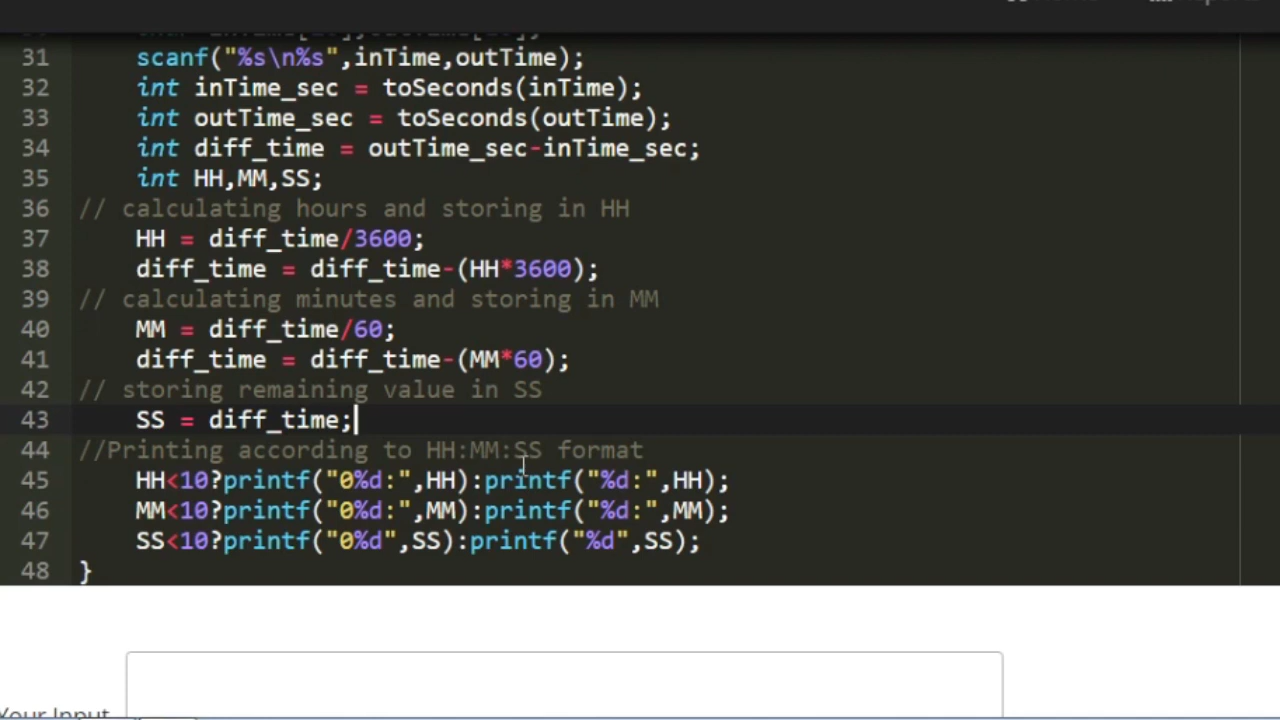 31 scanf("%s\n%s",inTime,outTime);
32 int inTime_sec = toSeconds(inTime);
33 int outTime_sec = toSeconds(outTime);
34 int diff_time = outTime_sec-inTime_sec;
35 int HH,MM,SS;
36 // calculating hours and storing in HH
37 HH = diff_time/3600;
38 diff_time = diff_time-(HH*3600);
39 // calculating minutes and storing in MM
40 MM = diff_time/60;
41 diff_time = diff_time-(MM*60);
42 // storing remaining value in SS
43 SS = diff_time;
44 //Printing according to HH:MM:SS format
45 HH<10?printf("0%d:",HH):printf("%d:",HH);
46 MM<10?printf("0%d:",MM):printf("%d:",MM);
47 SS<10?printf("0%d",SS):printf("%d",SS);
48 }
Your Input